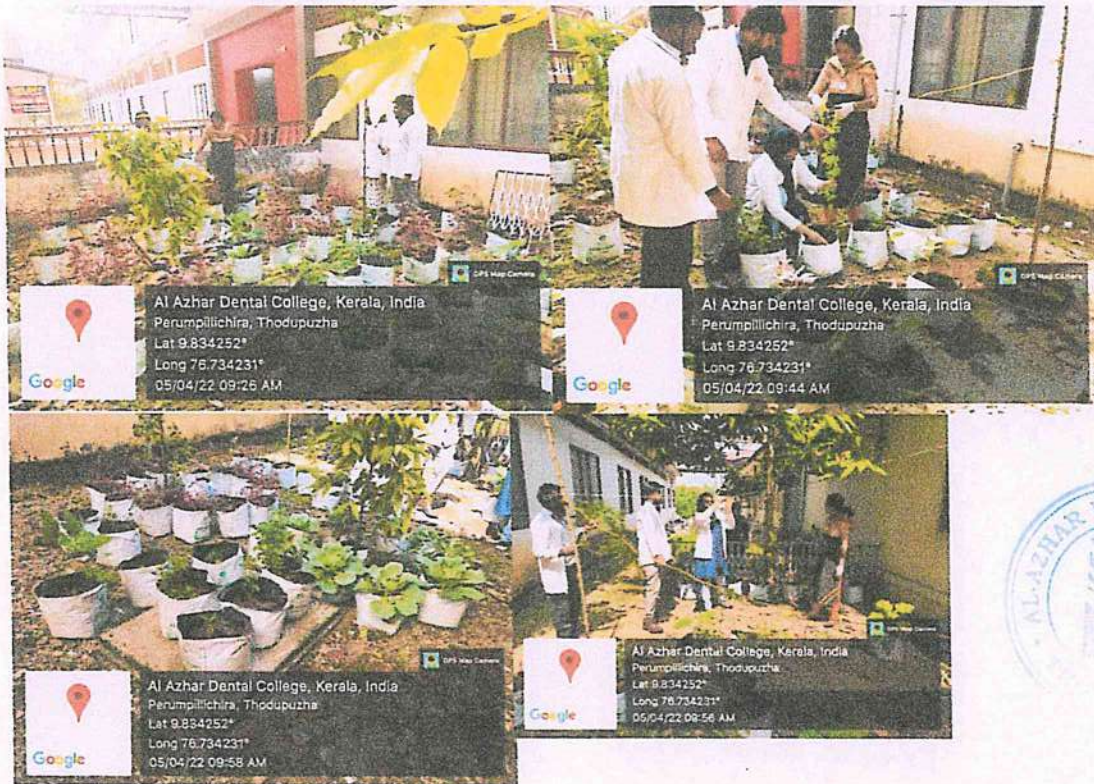 GPS Map Camera
Al Azhar Dental College, Kerala, India
Perumpillichira, Thodupuzha
Lat 9.834252°
Long 76.734231°
05/04/22 09:26 AM
Google
GPS Map Camera
Al Azhar Dental College, Kerala, India
Perumpillichira, Thodupuzha
Lat 9.834252°
Long 76.734231°
05/04/22 09:44 AM
Google
GPS Map Camera
Al Azhar Dental College, Kerala, India
Perumpillichira, Thodupuzha
Lat 9.834252°
Long 76.734231°
05/04/22 09:58 AM
Google
GPS Map Camera
Al Azhar Dental College, Kerala, India
Perumpillichira, Thodupuzha
Lat 9.834252°
Long 76.734231°
05/04/22 09:56 AM
Google
AL-AZHAR